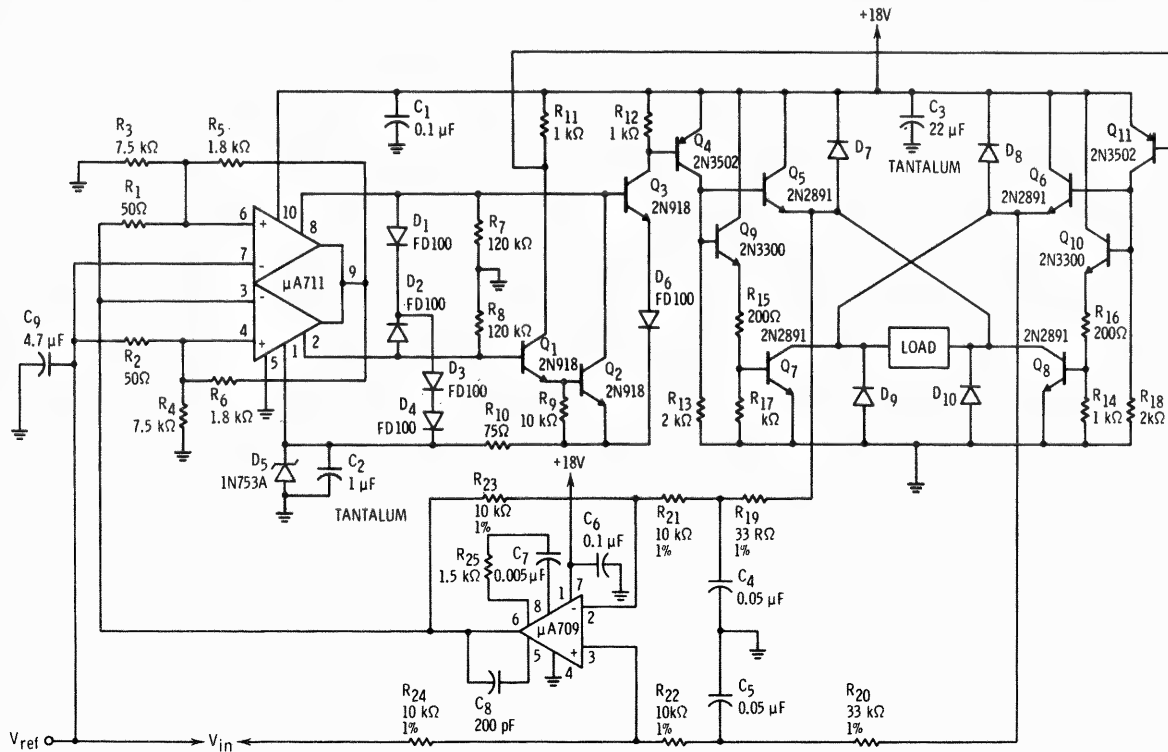 +18V
R11
1 kΩ
R12
1 kΩ
C1
0.1 µF
C3
22 µF
TANTALUM
Q4
2N3502
Q11
2N3502
R3
7.5 kΩ
R5
1.8 kΩ
R1
50Ω
D7
D8
Q5
2N2891
Q6
2N2891
Q3
2N918
10
8
6
+
7
-
3
-
4
+
9
2
5
1
µA711
D1
FD100
R7
120 kΩ
D2
FD100
R8
120 kΩ
D6
FD100
Q9
2N3300
Q10
2N3300
R15
200Ω
R16
200Ω
C9
4.7 µF
R2
50Ω
R4
7.5 kΩ
R6
1.8 kΩ
D3
FD100
D4
FD100
Q1
2N918
Q2
2N918
R9
10 kΩ
R10
75Ω
2N2891
Q7
LOAD
2N2891
Q8
D9
D10
R13
2 kΩ
R17
kΩ
R14
1 kΩ
R18
2kΩ
D5
1N753A
C2
1 µF
TANTALUM
+18V
R23
10 kΩ
1%
R21
10 kΩ
1%
R19
33 RΩ
1%
C6
0.1 µF
R25
1.5 kΩ
C7
0.005 µF
C4
0.05 µF
1
7
8
6
-
2
µA709
+
3
5
4
C8
200 pF
R24
10 kΩ
1%
R22
10kΩ
1%
C5
0.05 µF
R20
33 kΩ
1%
Vref
Vin